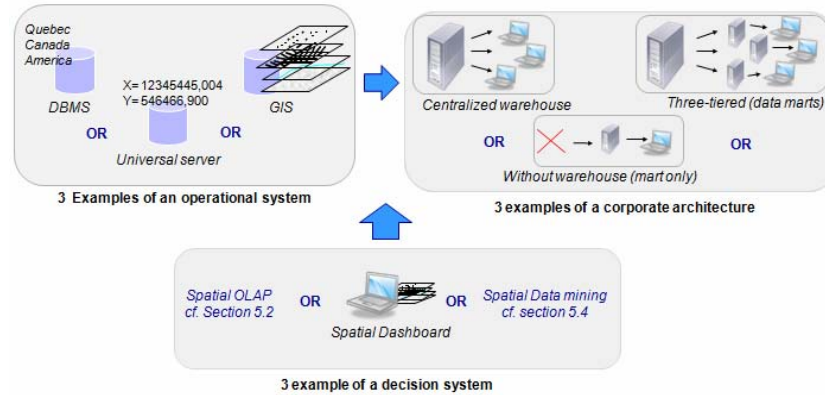 Quebec
Canada
America
X= 12345445,004
Y= 546466,900
DBMS
GIS
OR
OR
Universal server
3 Examples of an operational system
Centralized warehouse
Three-tiered (data marts)
OR
OR
Without warehouse (mart only)
3 examples of a corporate architecture
Spatial OLAP
cf. Section 5.2
OR
OR
Spatial Data mining
cf. section 5.4
Spatial Dashboard
3 example of a decision system